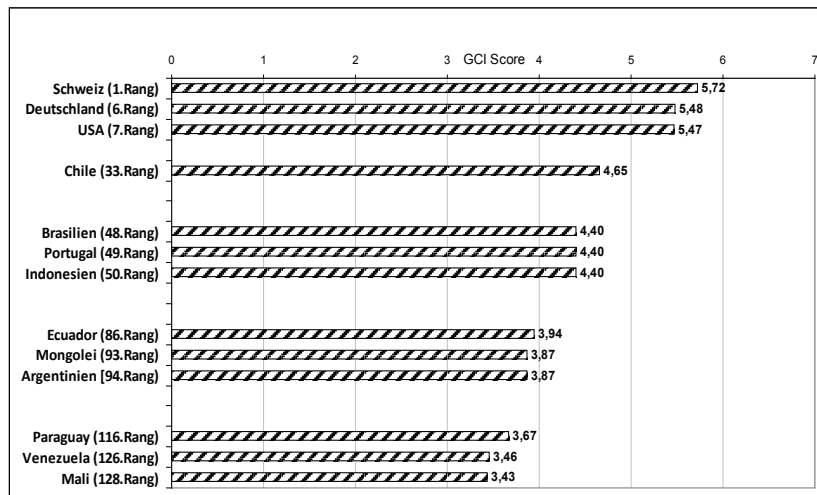 0 1 2 3 4 5 6 7
GCI Score
Schweiz (1.Rang) 5,72
Deutschland (6.Rang) 5,48
USA (7.Rang) 5,47
Chile (33.Rang) 4,65
Brasilien (48.Rang) 4,40
Portugal (49.Rang) 4,40
Indonesien (50.Rang) 4,40
Ecuador (86.Rang) 3,94
Mongolei (93.Rang) 3,87
Argentinien [94.Rang) 3,87
Paraguay (116.Rang) 3,67
Venezuela (126.Rang) 3,46
Mali (128.Rang) 3,43